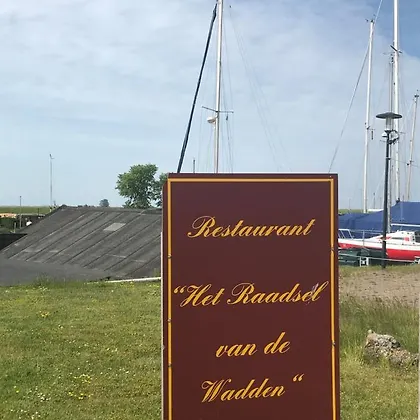 Restaurant
“Het Raadsel
van de
Wadden“